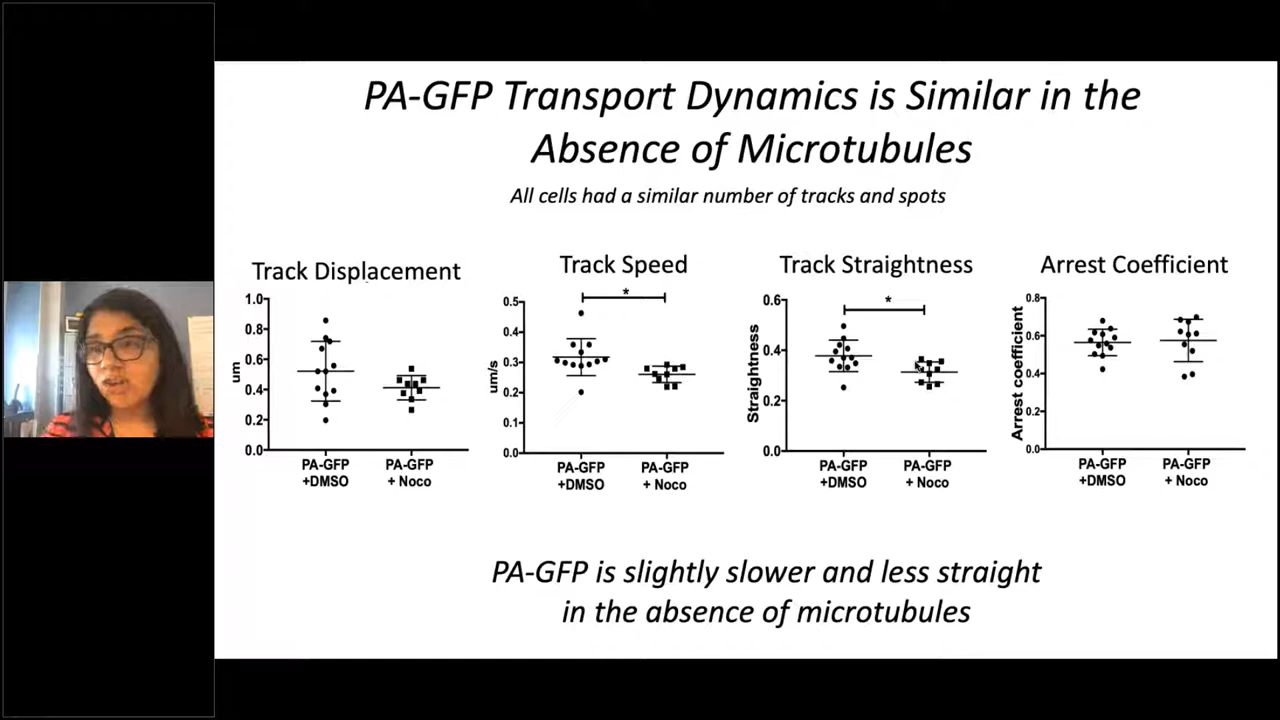 PA-GFP Transport Dynamics is Similar in the
Absence of Microtubules
All cells had a similar number of tracks and spots
Track Displacement
1.0
0.8
0.6
0.4
0.2
0.0
um
PA-GFP
+DMSO
PA-GFP
+ Noco
Track Speed
*
0.5
0.4
0.3
0.2
0.1
0.0
um/s
PA-GFP
+DMSO
PA-GFP
+ Noco
Track Straightness
*
0.6
0.4
0.2
0.0
Straightness
PA-GFP
+DMSO
PA-GFP
+ Noco
Arrest Coefficient
0.8
0.6
0.4
0.2
0.0
Arrest coefficient
PA-GFP
+DMSO
PA-GFP
+ Noco
PA-GFP is slightly slower and less straight
in the absence of microtubules